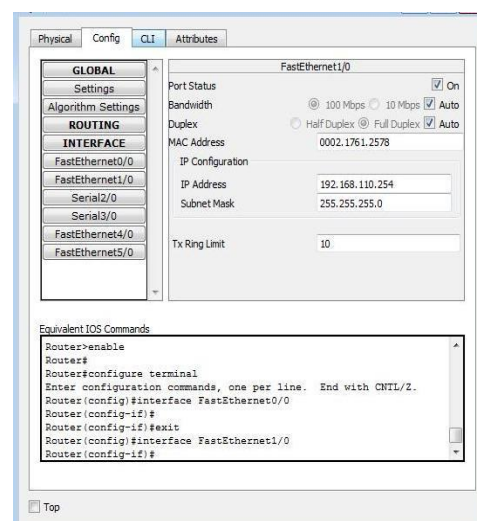 Physical Config CLI Attributes
GLOBAL
Settings
Algorithm Settings
ROUTING
INTERFACE
FastEthernet0/0
FastEthernet1/0
Serial2/0
Serial3/0
FastEthernet4/0
FastEthernet5/0
FastEthernet1/0
Port Status On
Bandwidth 100 Mbps 10 Mbps Auto
Duplex Half Duplex Full Duplex Auto
MAC Address 0002.1761.2578
IP Configuration
IP Address 192.168.110.254
Subnet Mask 255.255.255.0
Tx Ring Limit 10
Equivalent IOS Commands
Router>enable
Router#
Router#configure terminal
Enter configuration commands, one per line. End with CNTL/Z.
Router(config)#interface FastEthernet0/0
Router(config-if)#
Router(config-if)#exit
Router(config)#interface FastEthernet1/0
Router(config-if)#
Top